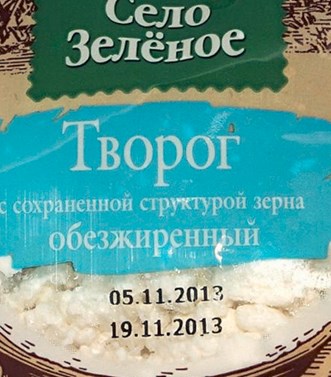 Село
Зелёное
Творог
с сохраненной структурой зерна
обезжиренный
05.11.2013
19.11.2013